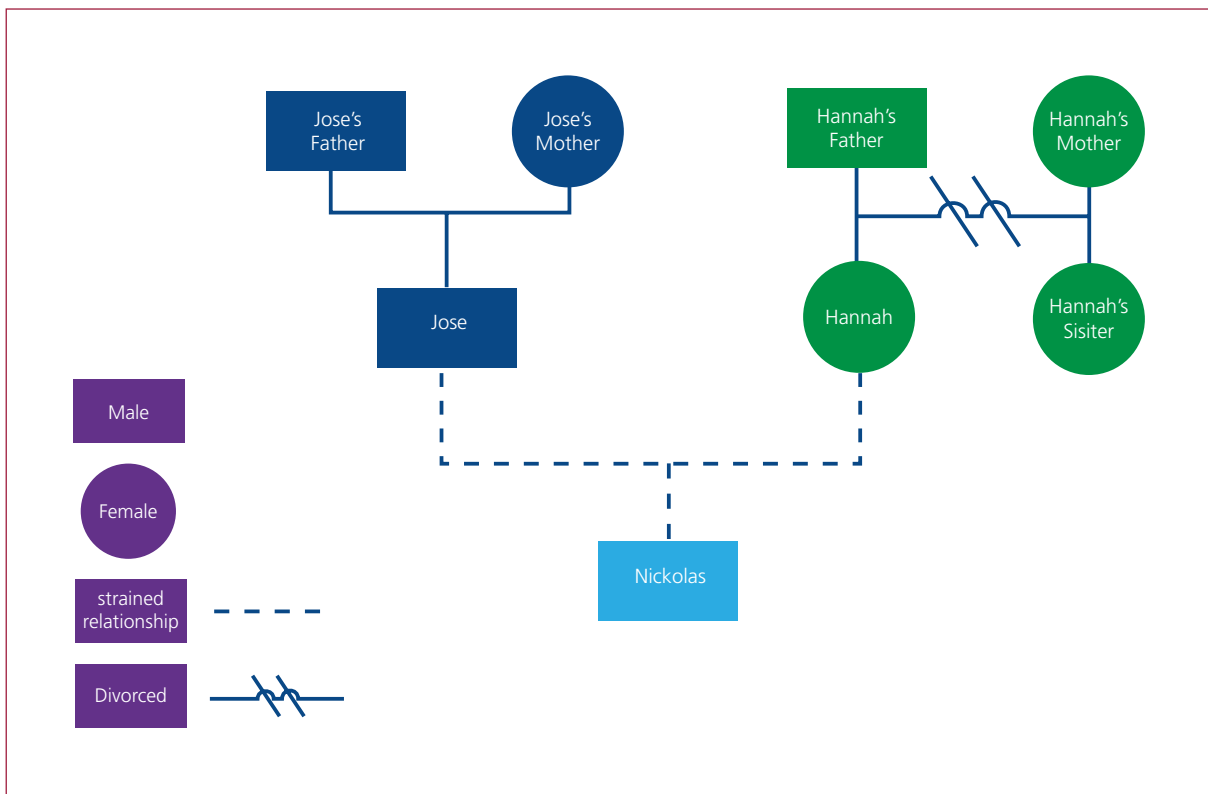 Jose's
Father
Jose's
Mother
Hannah's
Father
Hannah's
Mother
Jose
Hannah
Hannah's
Sisiter
Male
Female
Nickolas
strained
relationship
Divorced